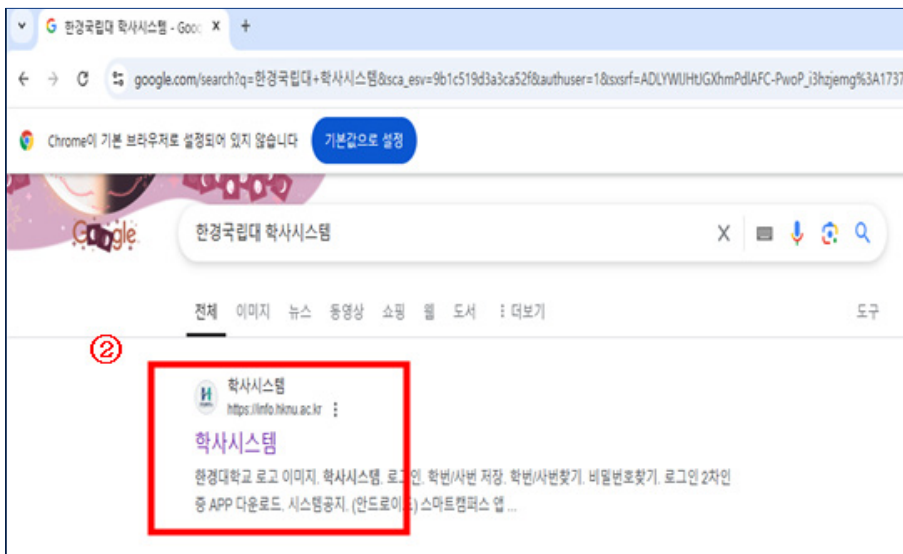 한경국립대 학사시스템 - Goo
google.com/search?q=한경국립대+학사시스템&sca_esv=9b1c519d3a3ca52f&authuser=1&sxsrf=
Chrome이 기본 브라우저로 설정되어 있지 않습니다 기본값으로 설정
Google 한경국립대 학사시스템
전체 이미지 뉴스 동영상 쇼핑 웹 도서 더보기 도구
②
학사시스템
https://info.hknu.ac.kr
학사시스템
한경대학교 로고 이미지. 학사시스템. 로그인. 학번/사번 저장. 학번/사번찾기. 비밀번호찾기. 로그인 2차인
증 APP 다운로드. 시스템공지. (안드로이드) 스마트캠퍼스 앱 ...